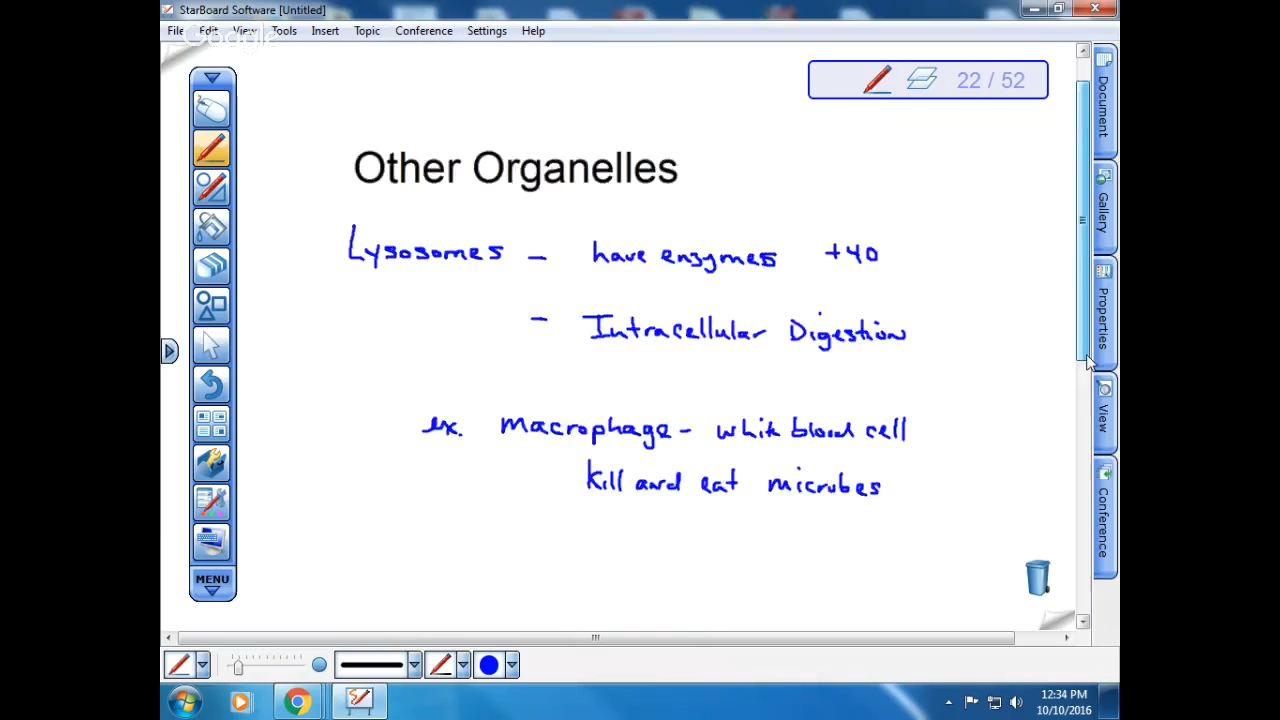 StarBoard Software [Untitled]
File Edit View Tools Insert Topic Conference Settings Help
Google
22 / 52
Document
Gallery
Properties
View
Conference
Other Organelles
Lysosomes - have enzymes +40
- Intracellular Digestion
ex. Macrophage - white blood cell
Kill and eat microbes
MENU
12:34 PM
10/10/2016